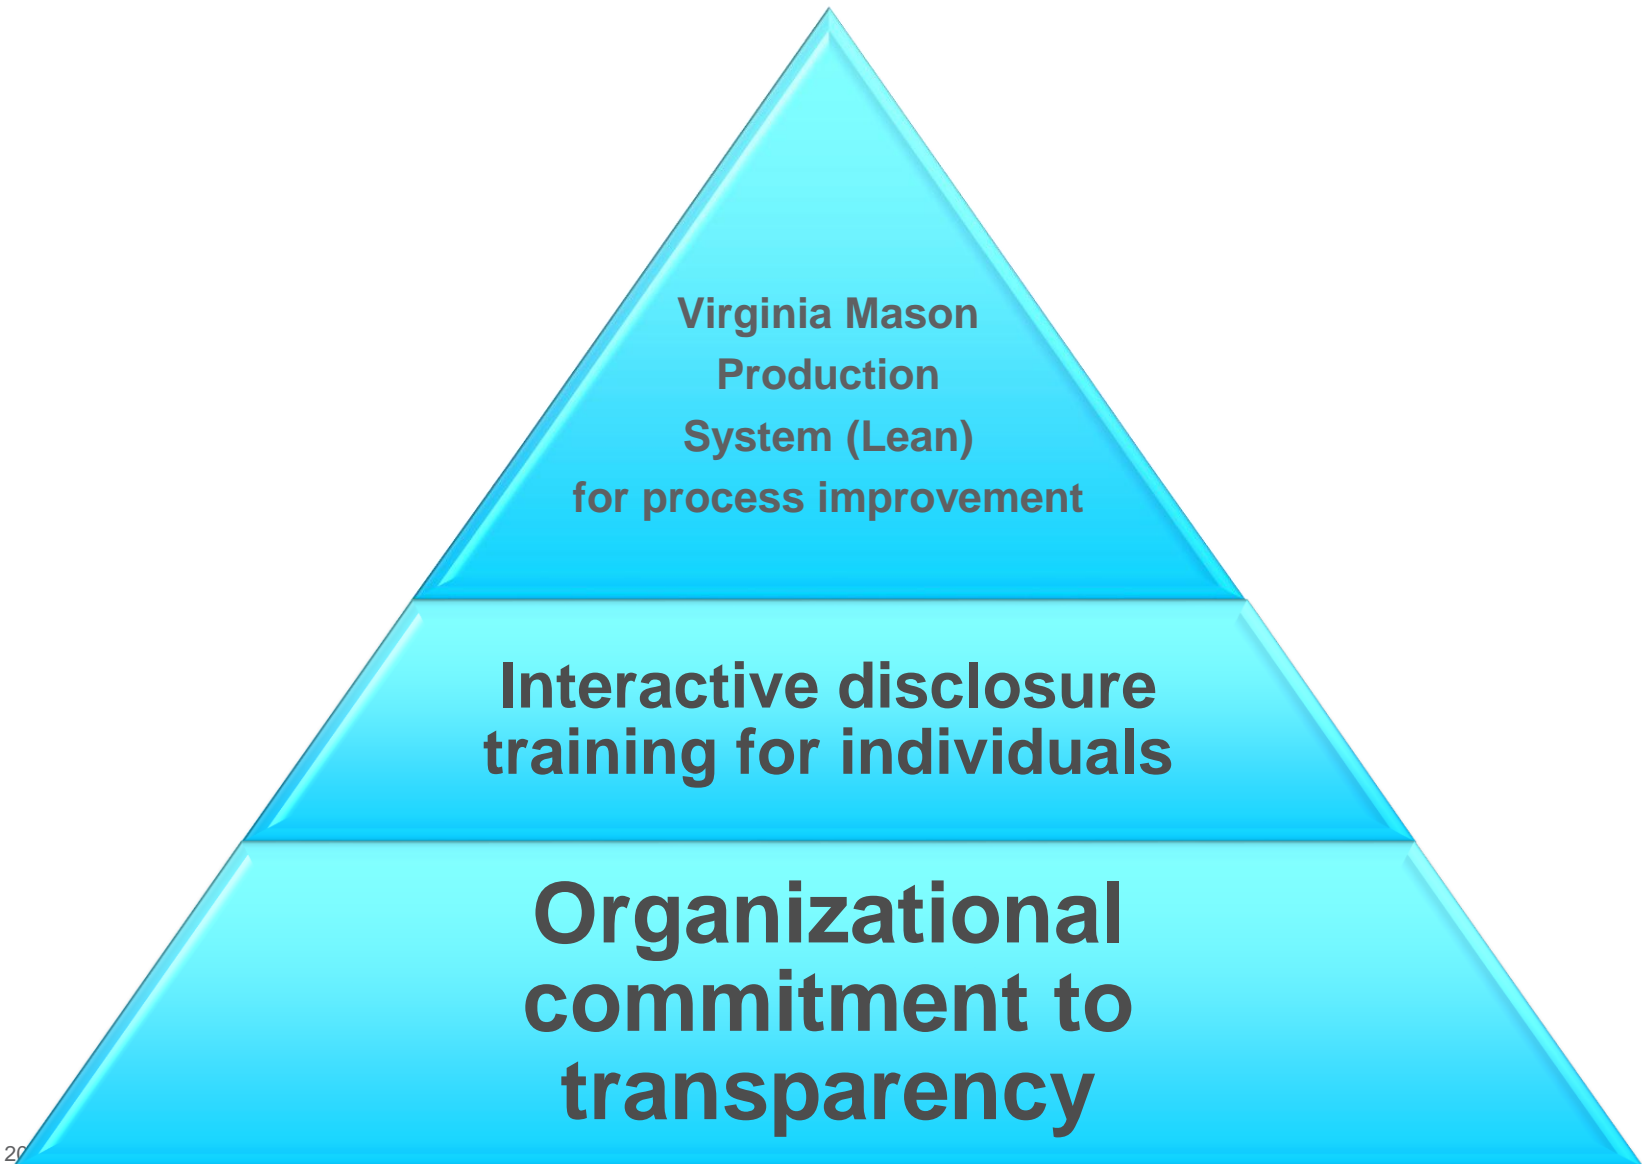 Virginia Mason
Production
System (Lean)
for process improvement
Interactive disclosure
training for individuals
Organizational
commitment to
transparency